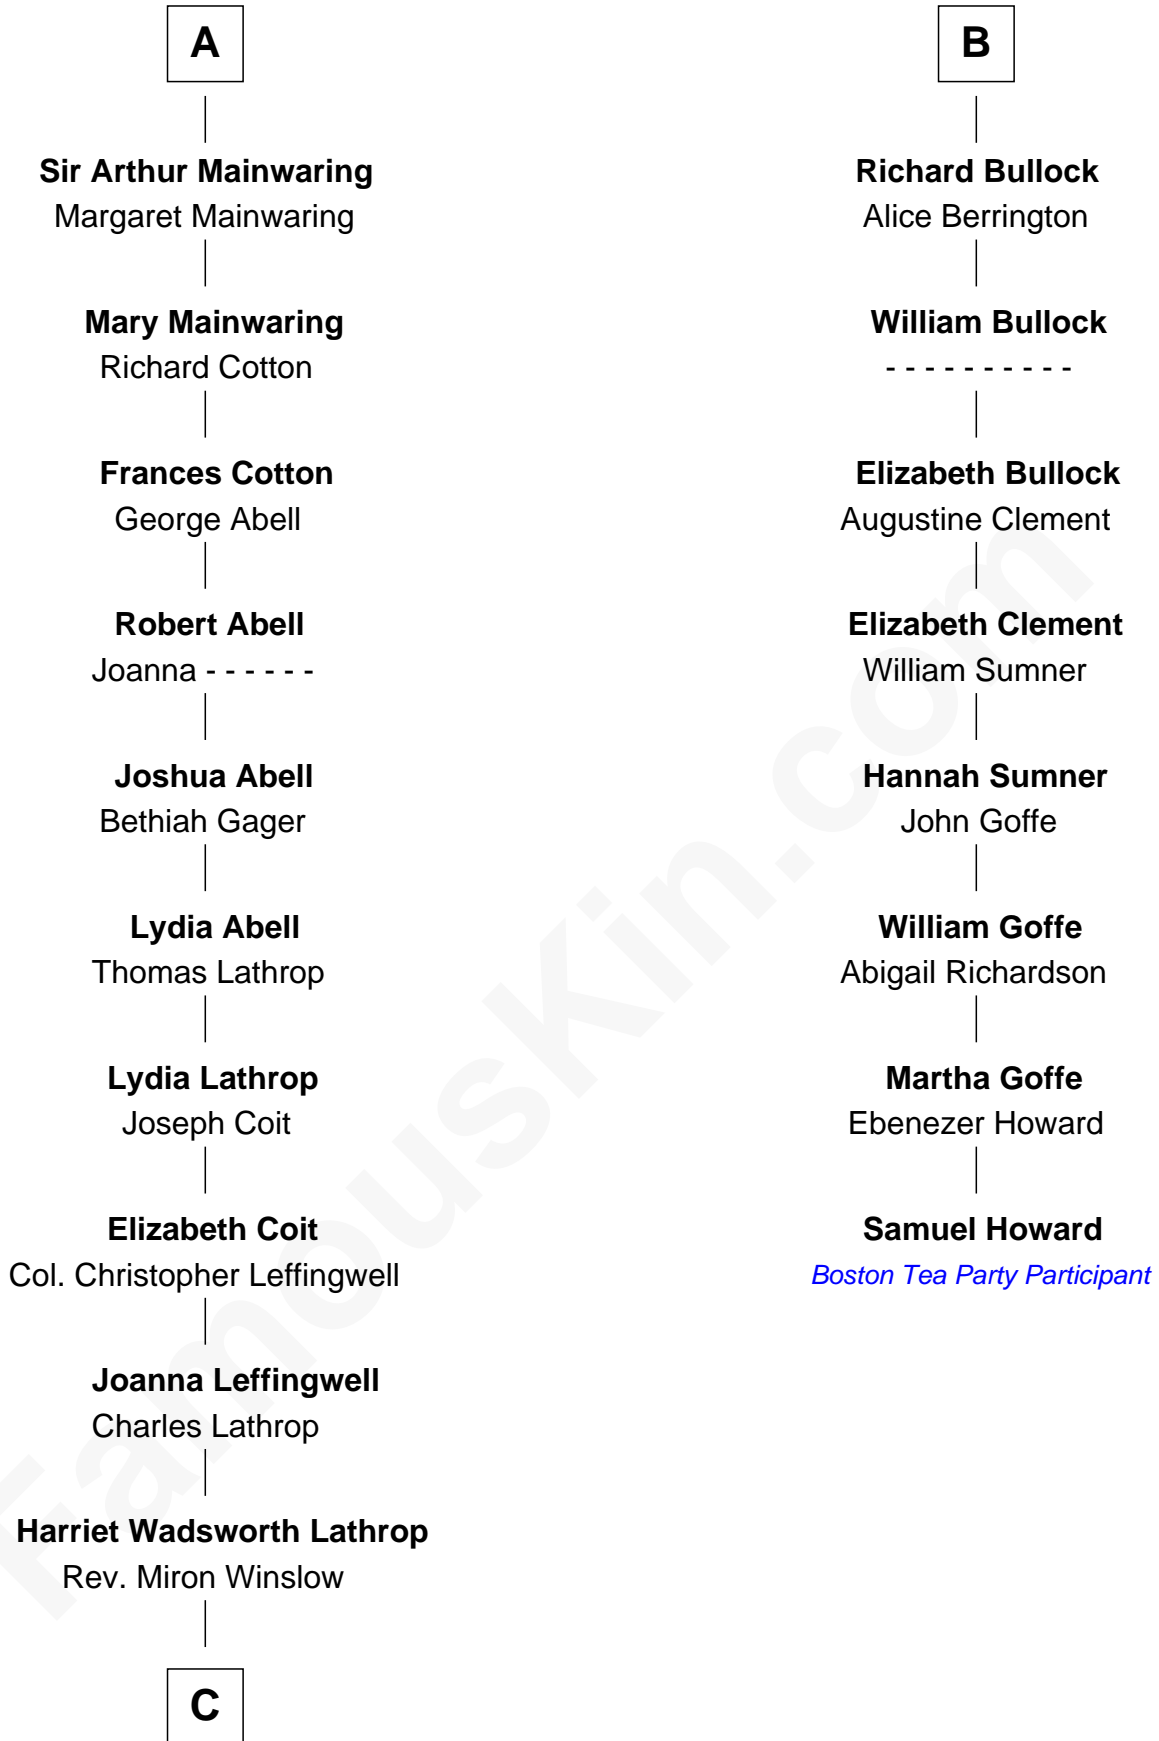 A
Sir Arthur Mainwaring
Margaret Mainwaring
Mary Mainwaring
Richard Cotton
Frances Cotton
George Abell
Robert Abell
Joanna - - - - - -
Joshua Abell
Bethiah Gager
Lydia Abell
Thomas Lathrop
Lydia Lathrop
Joseph Coit
Elizabeth Coit
Col. Christopher Leffingwell
Joanna Leffingwell
Charles Lathrop
Harriet Wadsworth Lathrop
Rev. Miron Winslow
C
B
Richard Bullock
Alice Berrington
William Bullock
- - - - - - - - - -
Elizabeth Bullock
Augustine Clement
Elizabeth Clement
William Sumner
Hannah Sumner
John Goffe
William Goffe
Abigail Richardson
Martha Goffe
Ebenezer Howard
Samuel Howard
Boston Tea Party Participant
FamousKin.com